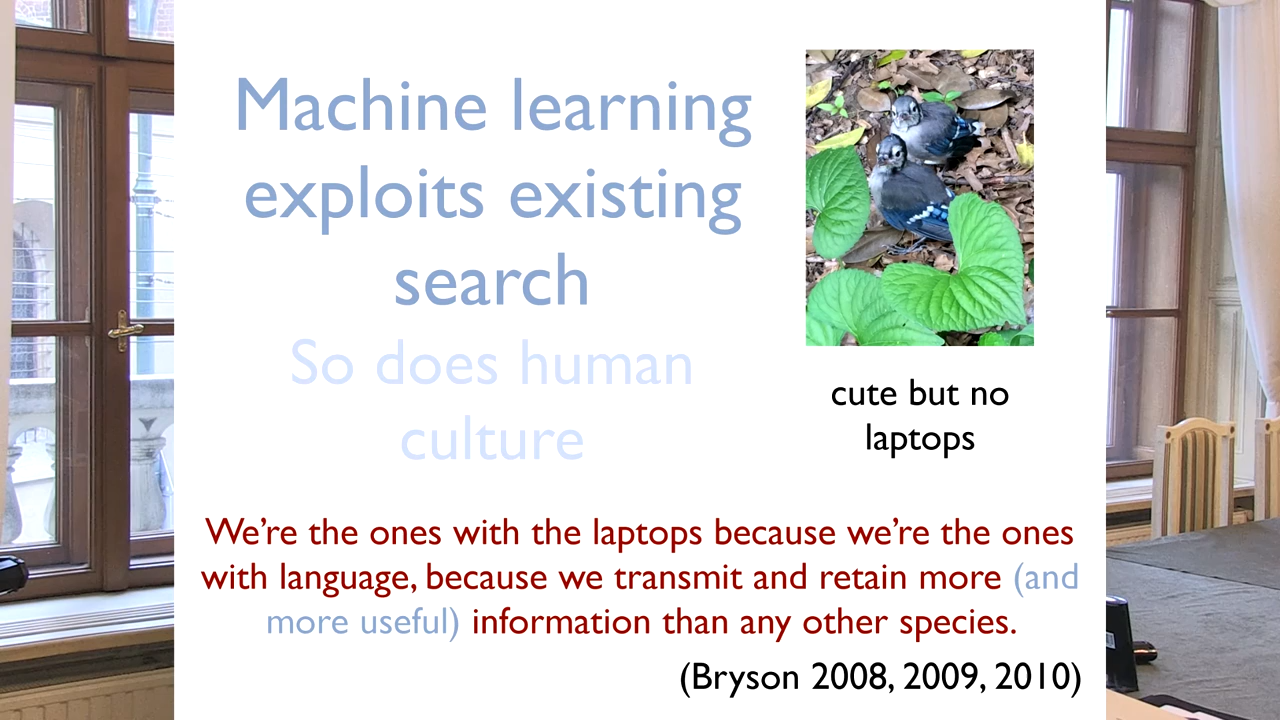 Machine learning
exploits existing
search
So does human
culture
cute but no
laptops
We’re the ones with the laptops because we’re the ones
with language, because we transmit and retain more (and
more useful) information than any other species.
(Bryson 2008, 2009, 2010)